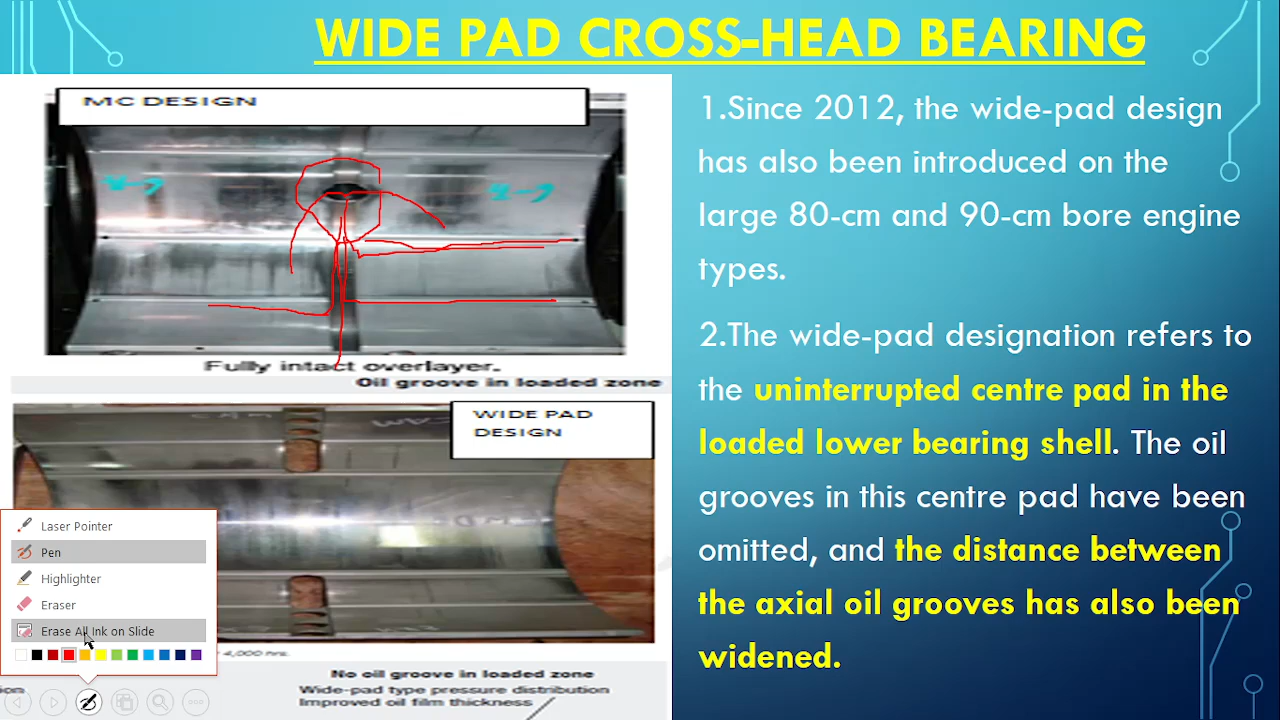 WIDE PAD CROSS-HEAD BEARING
MC DESIGN
Fully intact overlayer.
Oil groove in loaded zone
WIDE PAD
DESIGN
4,000 hrs.
No oil groove in loaded zone
Wide-pad type pressure distribution
Improved oil film thickness
Laser Pointer
Pen
Highlighter
Eraser
Erase All Ink on Slide
1.Since 2012, the wide-pad design
has also been introduced on the
large 80-cm and 90-cm bore engine
types.
2.The wide-pad designation refers to
the uninterrupted centre pad in the
loaded lower bearing shell. The oil
grooves in this centre pad have been
omitted, and the distance between
the axial oil grooves has also been
widened.